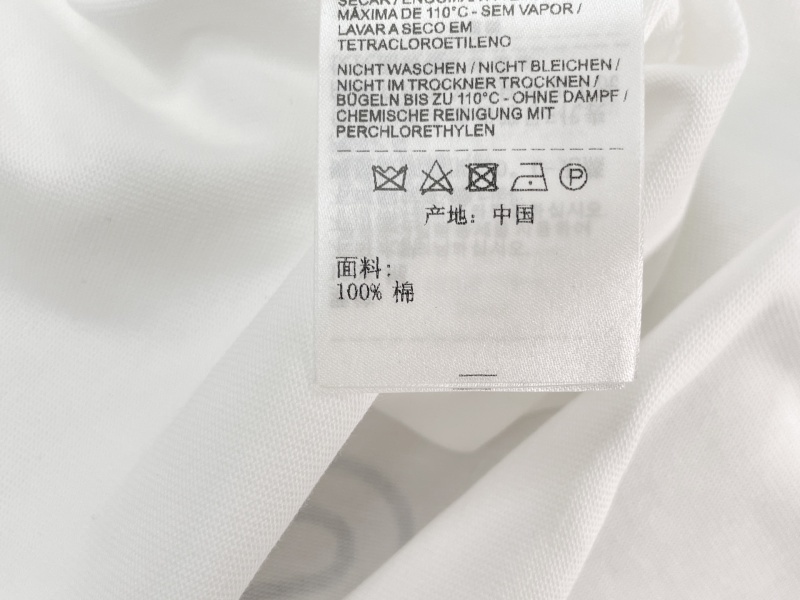 MÁXIMA DE 110°C - SEM VAPOR /
LAVAR A SECO EM
TETRACLOROETILENO
NICHT WASCHEN / NICHT BLEICHEN /
NICHT IM TROCKNER TROCKNEN /
BÜGELN BIS ZU 110°C - OHNE DAMPF /
CHEMISCHE REINIGUNG MIT
PERCHLORETHYLEN
P
产地：中国
面料：
100% 棉